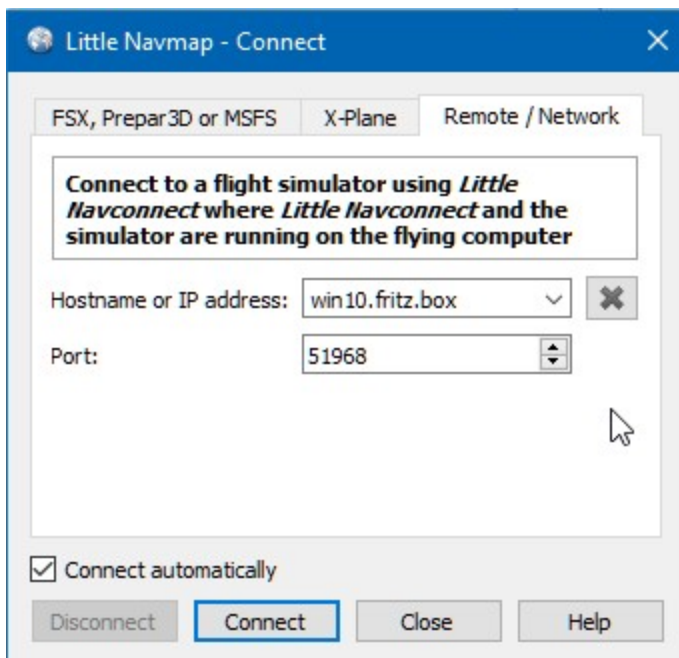 Little Navmap - Connect
FSX, Prepar3D or MSFS
X-Plane
Remote / Network
Connect to a flight simulator using Little
Navconnect where Little Navconnect and the
simulator are running on the flying computer
Hostname or IP address: win10.fritz.box
Port: 51968
Connect automatically
Disconnect Connect Close Help